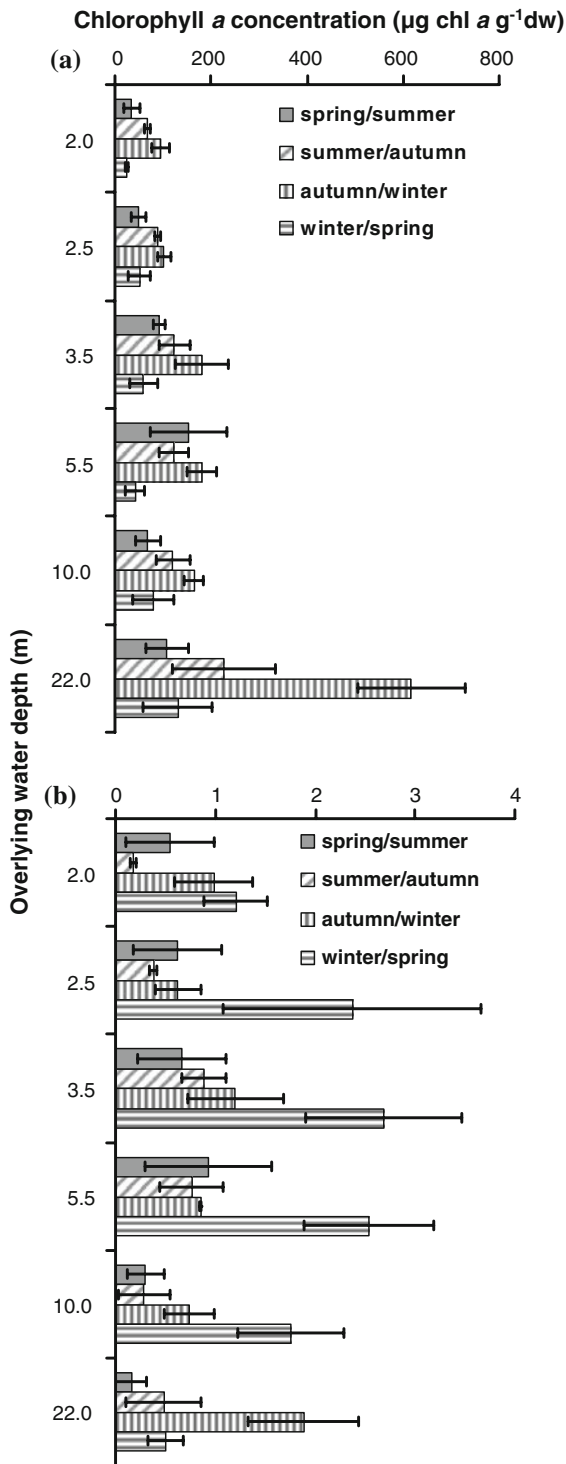 Chlorophyll a concentration (µg chl a g⁻¹dw)
(a)
0 200 400 600 800
spring/summer
summer/autumn
autumn/winter
winter/spring
2.0
2.5
3.5
5.5
10.0
22.0
Overlying water depth (m)
(b)
0 1 2 3 4
spring/summer
summer/autumn
autumn/winter
winter/spring
2.0
2.5
3.5
5.5
10.0
22.0